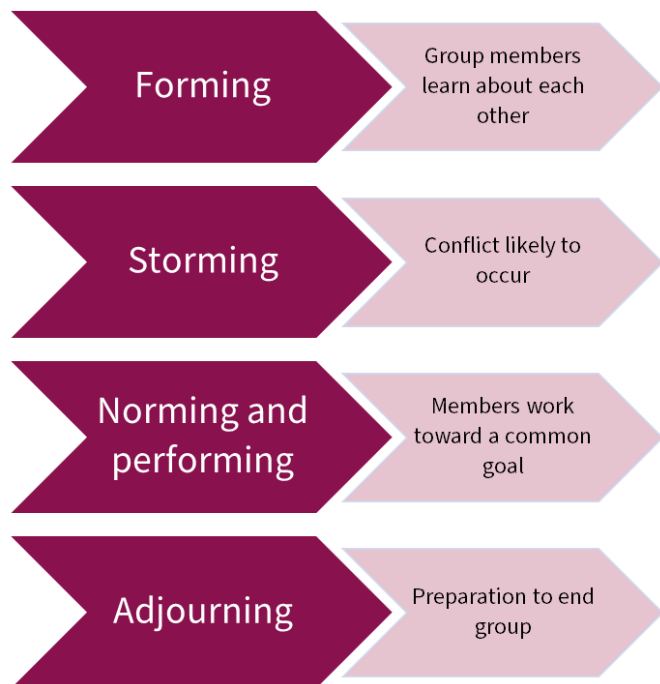 Forming
Group members
learn about each
other
Storming
Conflict likely to
occur
Norming and
performing
Members work
toward a common
goal
Adjourning
Preparation to end
group